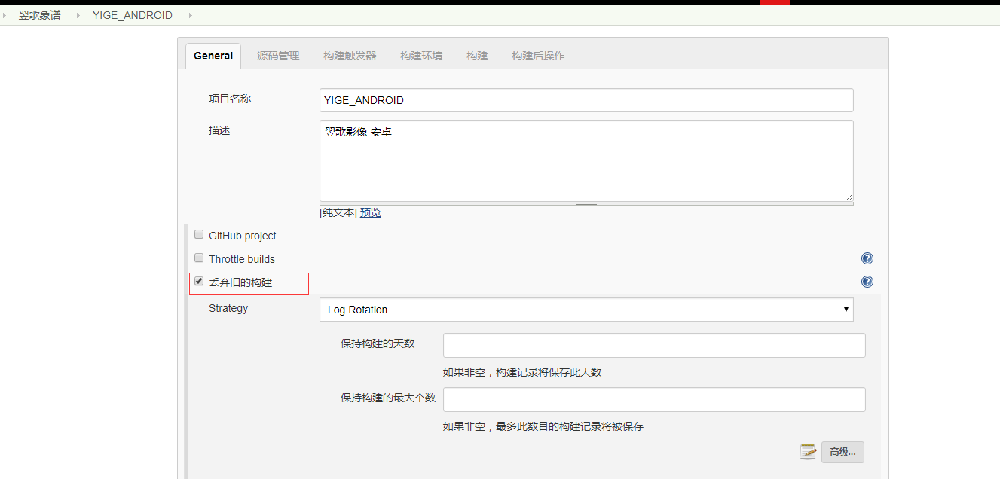 翌歌象谱 YIGE_ANDROID
General 源码管理 构建触发器 构建环境 构建 构建后操作
项目名称 YIGE_ANDROID
描述 翌歌影像-安卓
[纯文本] 预览
GitHub project
Throttle builds
丢弃旧的构建
Strategy Log Rotation
保持构建的天数
如果非空，构建记录将保存此天数
保持构建的最大个数
如果非空，最多此数目的构建记录将被保存
高级...